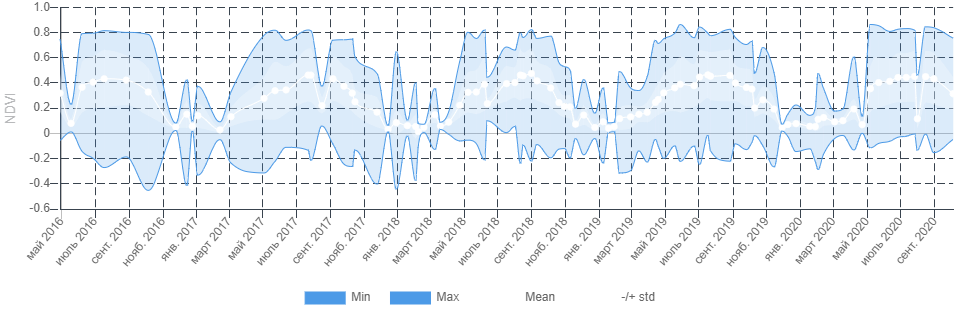 1.0
0.8
0.6
0.4
0.2
0
-0.2
-0.4
-0.6
NDVI
май 2016
июль 2016
сент. 2016
нояб. 2016
янв. 2017
март 2017
май 2017
июль 2017
сент. 2017
нояб. 2017
янв. 2018
март 2018
май 2018
июль 2018
сент. 2018
нояб. 2018
янв. 2019
март 2019
май 2019
июль 2019
сент. 2019
нояб. 2019
янв. 2020
март 2020
май 2020
июль 2020
сент. 2020
Min Max Mean -/+ std